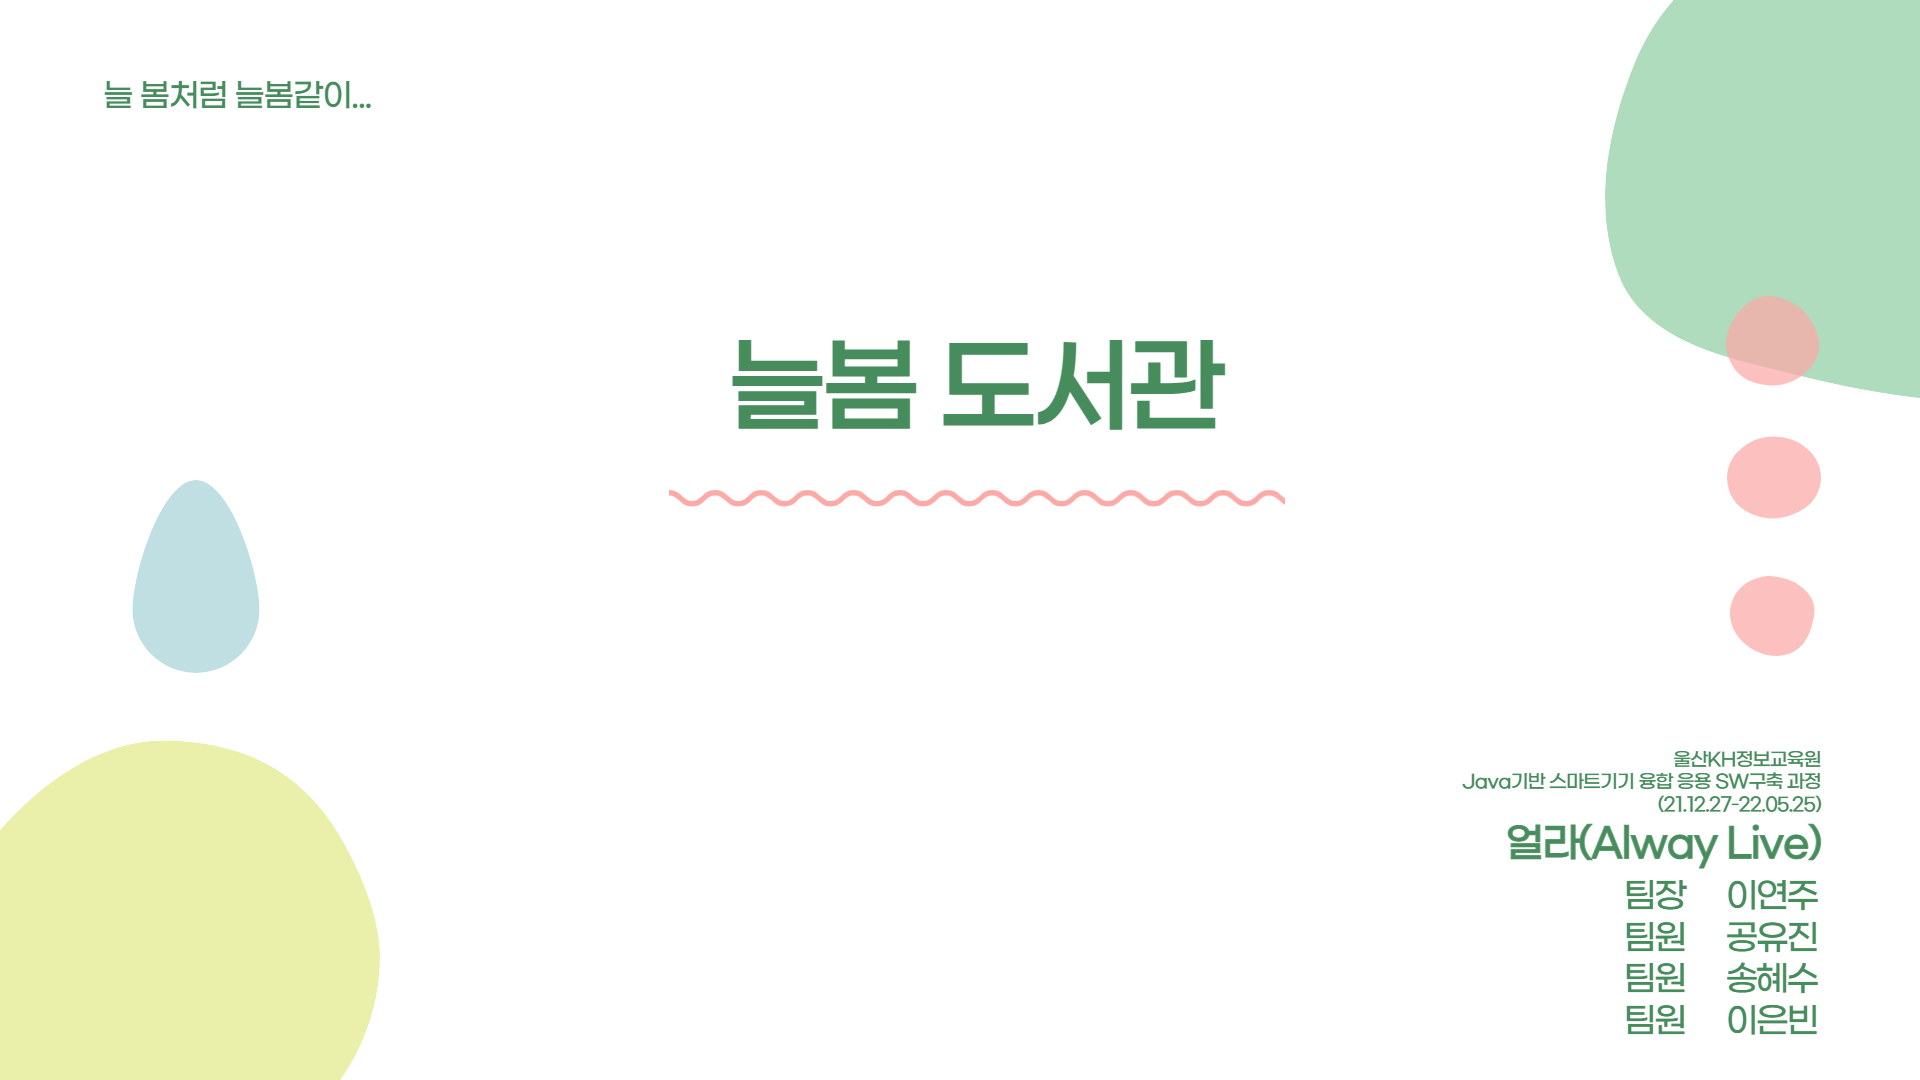 늘 봄처럼 늘봄같이...
늘봄 도서관
울산KH정보교육원
Java기반 스마트기기 융합 응용 SW구축 과정
(21.12.27-22.05.25)
얼라(Alway Live)
팀장 이연주
팀원 공유진
팀원 송혜수
팀원 이은빈